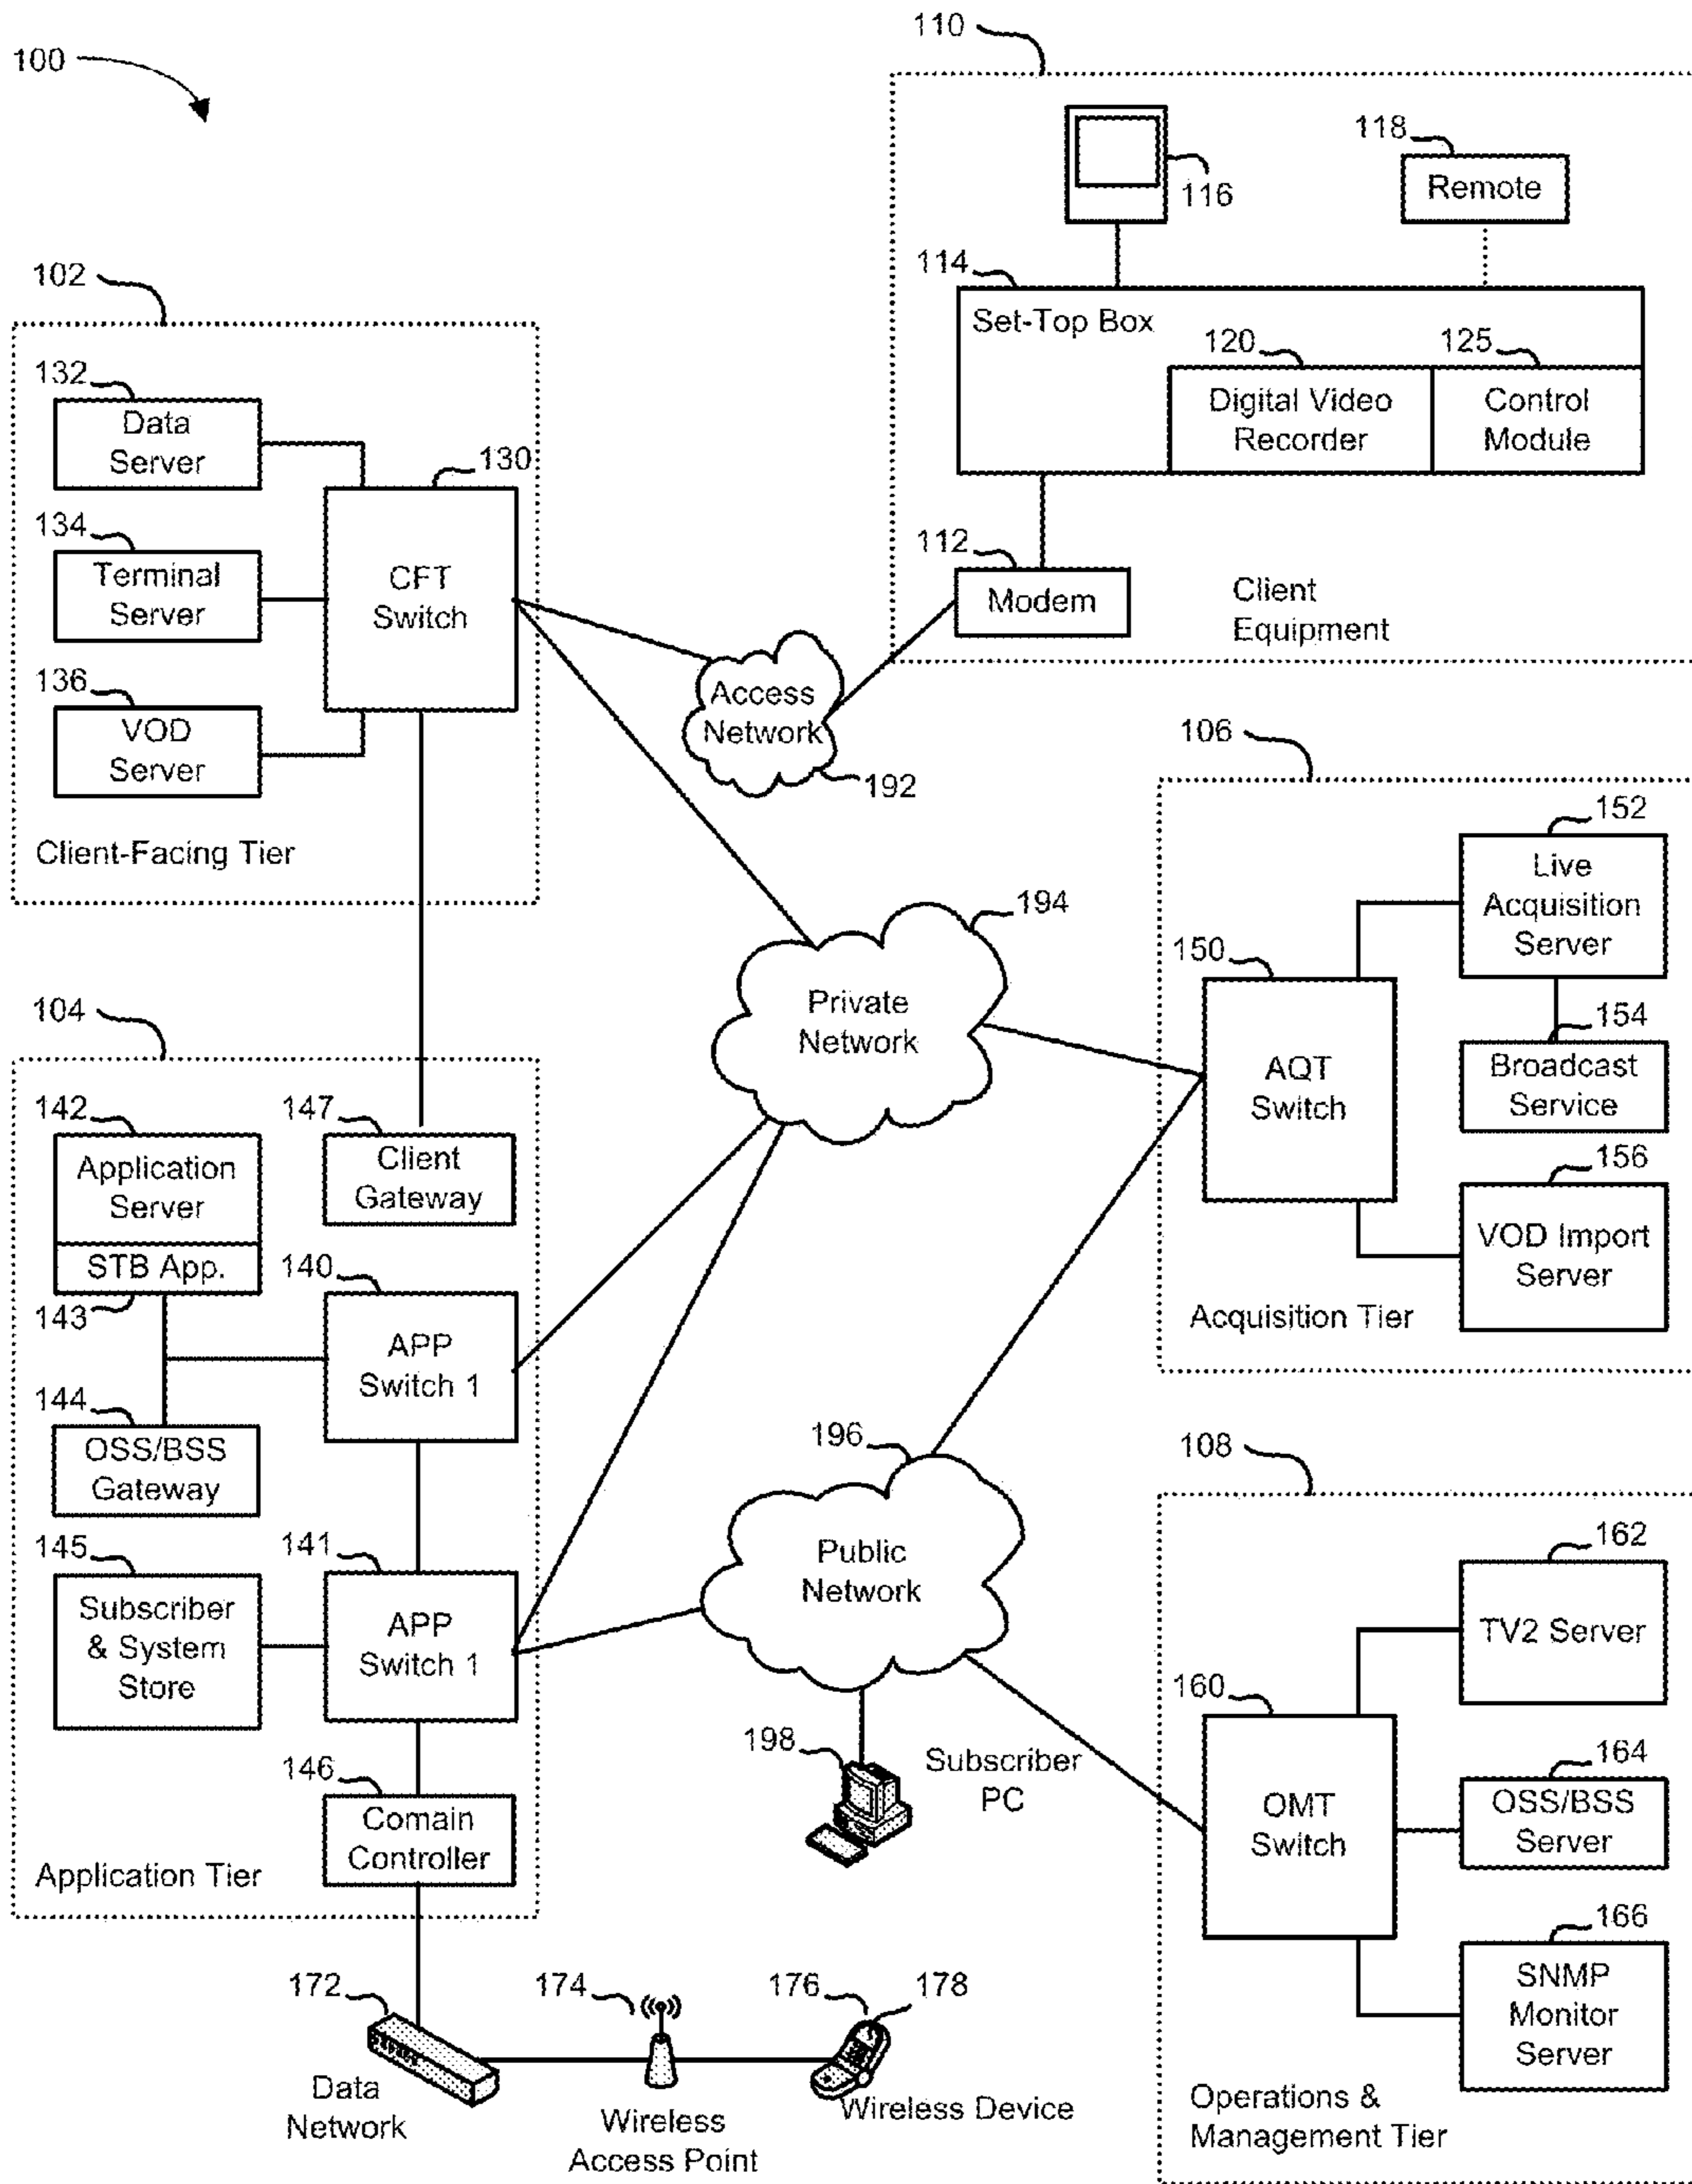 100
110
116
118
Remote
114
Set-Top Box
120
Digital Video
Recorder
125
Control
Module
112
Modem
Client
Equipment
102
132
Data
Server
134
Terminal
Server
136
VOD
Server
130
CFT
Switch
Client-Facing Tier
Access
Network
192
194
Private
Network
106
152
Live
Acquisition
Server
150
AQT
Switch
154
Broadcast
Service
156
VOD Import
Server
Acquisition Tier
104
142
Application
Server
STB App.
143
147
Client
Gateway
140
APP
Switch 1
144
OSS/BSS
Gateway
145
Subscriber
& System
Store
141
APP
Switch 1
146
Comain
Controller
Application Tier
196
Public
Network
198
Subscriber
PC
108
162
TV2 Server
160
OMT
Switch
164
OSS/BSS
Server
166
SNMP
Monitor
Server
Operations &
Management Tier
172
Data
Network
174
Wireless
Access Point
176
178
Wireless Device